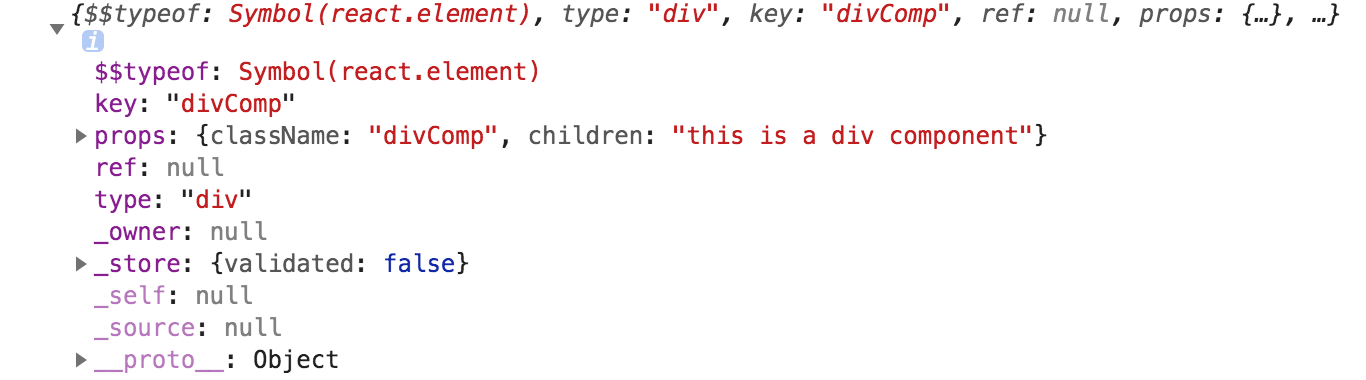 {$$typeof: Symbol(react.element), type: "div", key: "divComp", ref: null, props: {…}, …}
i
$$typeof: Symbol(react.element)
key: "divComp"
props: {className: "divComp", children: "this is a div component"}
ref: null
type: "div"
_owner: null
_store: {validated: false}
_self: null
_source: null
__proto__: Object